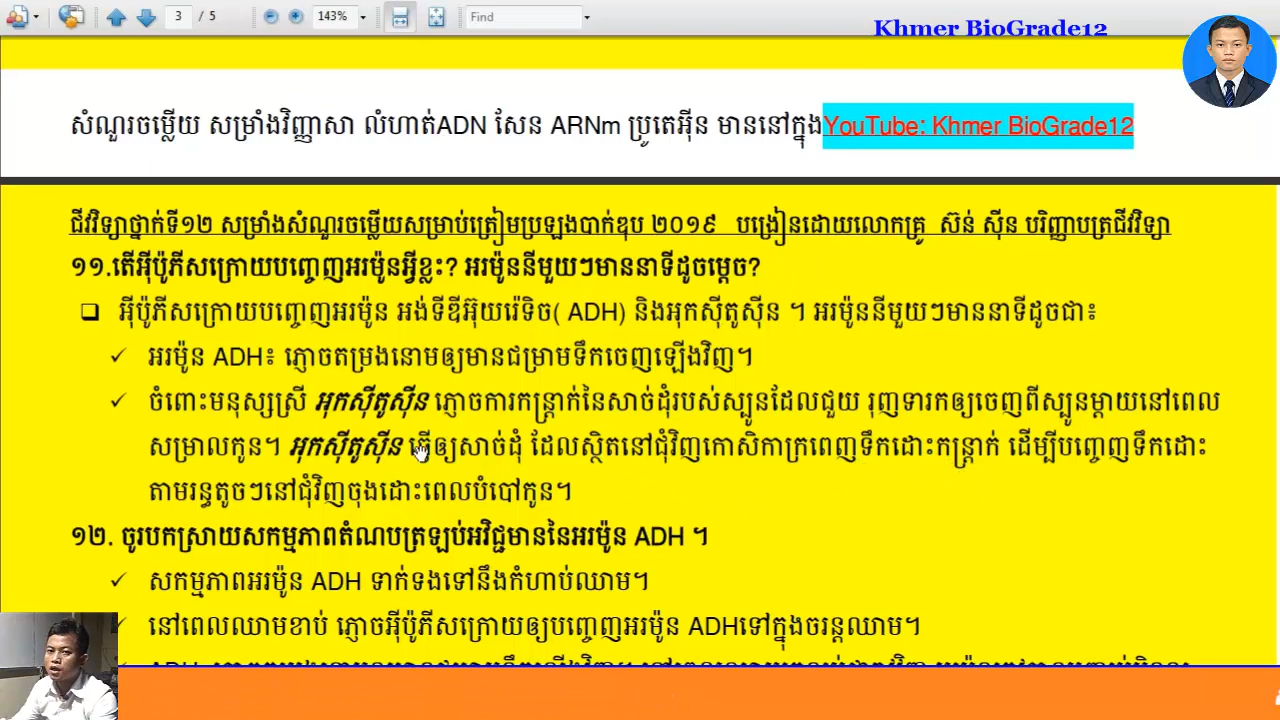 3 / 5 143% Find
Khmer BioGrade12
សំណួរចម្លើយ សម្រាំងវិញ្ញាសា លំហាត់ADN សែន ARNm ប្រូតេអ៊ីន មាននៅក្នុងYouTube: Khmer BioGrade12
ជីវវិទ្យាថ្នាក់ទី១២ សម្រាំងសំណួរចម្លើយសម្រាប់ត្រៀមប្រឡងបាក់ឌុប ២០១៩ បង្រៀនដោយលោកគ្រូ ស៊ន់ ស៊ីន បរិញ្ញាបត្រជីវវិទ្យា
១១.តើអ៊ីប៉ូភីសក្រោយបញ្ចេញអរម៉ូនអ្វីខ្លះ? អរម៉ូននីមួយៗមាននាទីដូចម្ដេច?
❑ អ៊ីប៉ូភីសក្រោយបញ្ចេញអរម៉ូន អង់ទីឌីអ៊ុយរ៉េទិច( ADH) និងអុកស៊ីតូស៊ីន ។ អរម៉ូននីមួយៗមាននាទីដូចជា៖
✓ អរម៉ូន ADH៖ ភ្ញោចតម្រងនោមឲ្យមានជម្រាមទឹកចេញឡើងវិញ។
✓ ចំពោះមនុស្សស្រី អុកស៊ីតូស៊ីន ភ្ញោចការកន្ត្រាក់នៃសាច់ដុំរបស់ស្បូនដែលជួយ រុញទារកឲ្យចេញពីស្បូនម្ដាយនៅពេល
សម្រាលកូន។ អុកស៊ីតូស៊ីន ធ្វើឲ្យសាច់ដុំ ដែលស្ថិតនៅជុំវិញកោសិកាក្រពេញទឹកដោះកន្ត្រាក់ ដើម្បីបញ្ចេញទឹកដោះ
តាមរន្ធតូចៗនៅជុំវិញចុងដោះពេលបំបៅកូន។
១២. ចូរបកស្រាយសកម្មភាពតំណបត្រឡប់អវិជ្ជមាននៃអរម៉ូន ADH ។
✓ សកម្មភាពអរម៉ូន ADH ទាក់ទងទៅនឹងកំហាប់ឈាម។
✓ នៅពេលឈាមខាប់ ភ្ញោចអ៊ីប៉ូភីសក្រោយឲ្យបញ្ចេញអរម៉ូន ADHទៅក្នុងចរន្តឈាម។